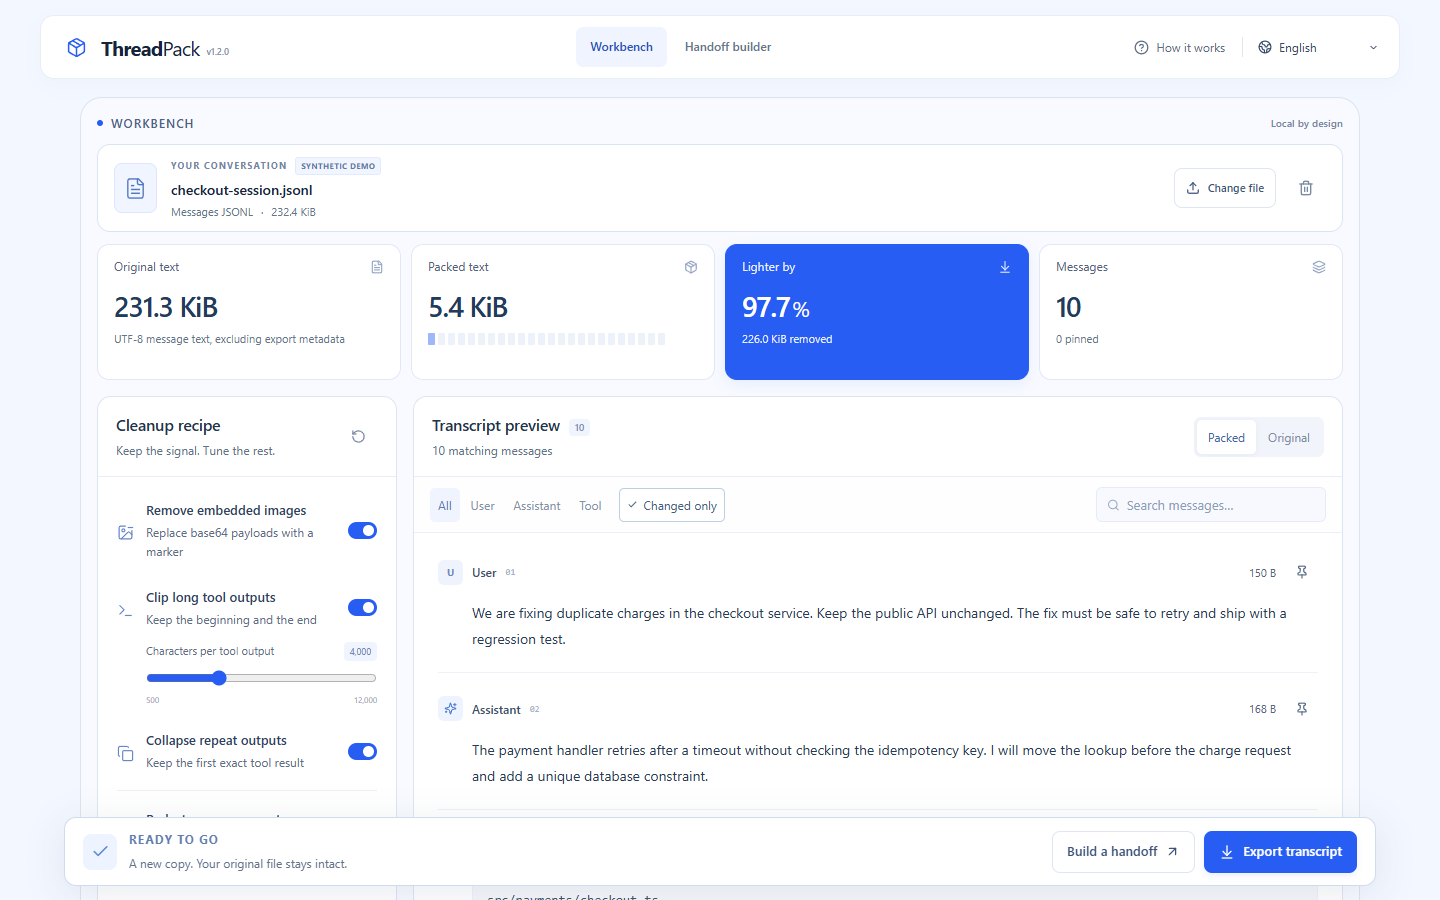 ThreadPack v1.2.0
Workbench
Handoff builder
How it works
English
WORKBENCH
Local by design
YOUR CONVERSATION SYNTHETIC DEMO
checkout-session.jsonl
Messages JSONL · 232.4 KiB
Change file
Original text
231.3 KiB
UTF-8 message text, excluding export metadata
Packed text
5.4 KiB
Lighter by
97.7%
226.0 KiB removed
Messages
10
0 pinned
Cleanup recipe
Keep the signal. Tune the rest.
Remove embedded images
Replace base64 payloads with a
marker
Clip long tool outputs
Keep the beginning and the end
Characters per tool output 4,000
500 12,000
Collapse repeat outputs
Keep the first exact tool result
Transcript preview 10
10 matching messages
Packed Original
All User Assistant Tool Changed only
Search messages...
U User 01 150 B
We are fixing duplicate charges in the checkout service. Keep the public API unchanged. The fix must be safe to retry and ship with a
regression test.
Assistant 02 168 B
The payment handler retries after a timeout without checking the idempotency key. I will move the lookup before the charge request
and add a unique database constraint.
src/payments/checkout.ts
READY TO GO
A new copy. Your original file stays intact.
Build a handoff
Export transcript